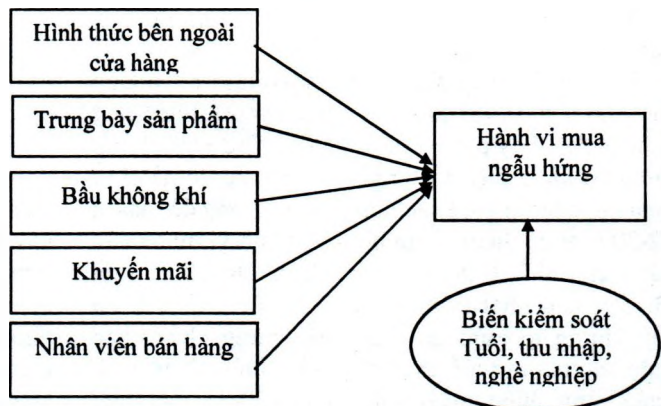 Hình thức bên ngoài
cửa hàng
Trưng bày sản phẩm
Bầu không khí
Khuyến mãi
Nhân viên bán hàng
Hành vi mua
ngẫu hứng
Biến kiểm soát
Tuổi, thu nhập,
nghề nghiệp